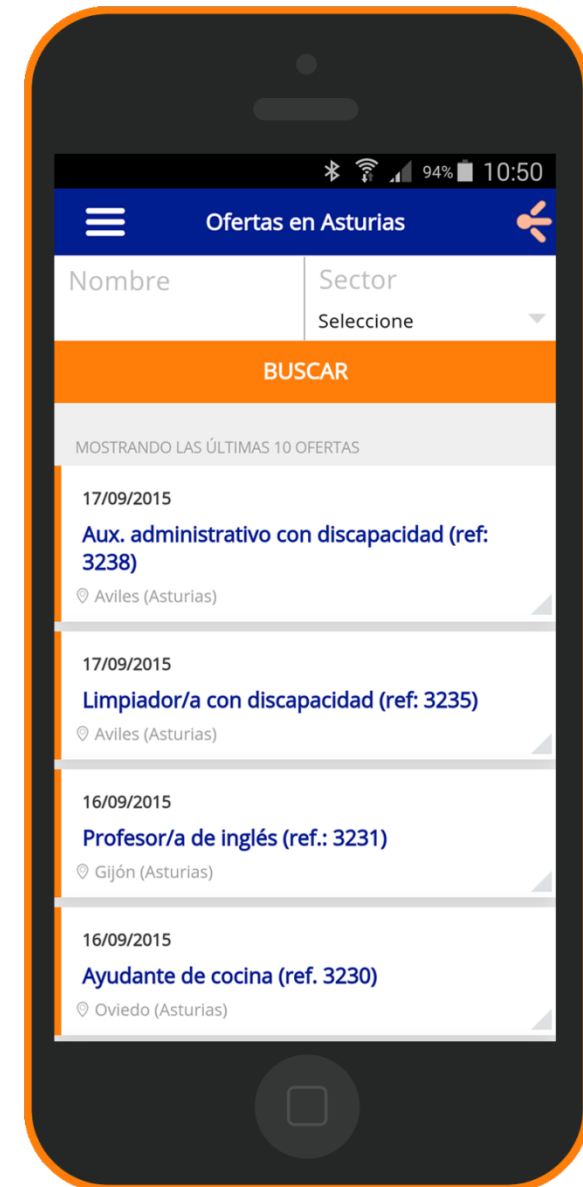 94% 10:50
Ofertas en Asturias
Nombre
Sector
Seleccione
BUSCAR
MOSTRANDO LAS ÚLTIMAS 10 OFERTAS
17/09/2015
Aux. administrativo con discapacidad (ref:
3238)
Aviles (Asturias)
17/09/2015
Limpiador/a con discapacidad (ref: 3235)
Aviles (Asturias)
16/09/2015
Profesor/a de inglés (ref.: 3231)
Gijón (Asturias)
16/09/2015
Ayudante de cocina (ref. 3230)
Oviedo (Asturias)